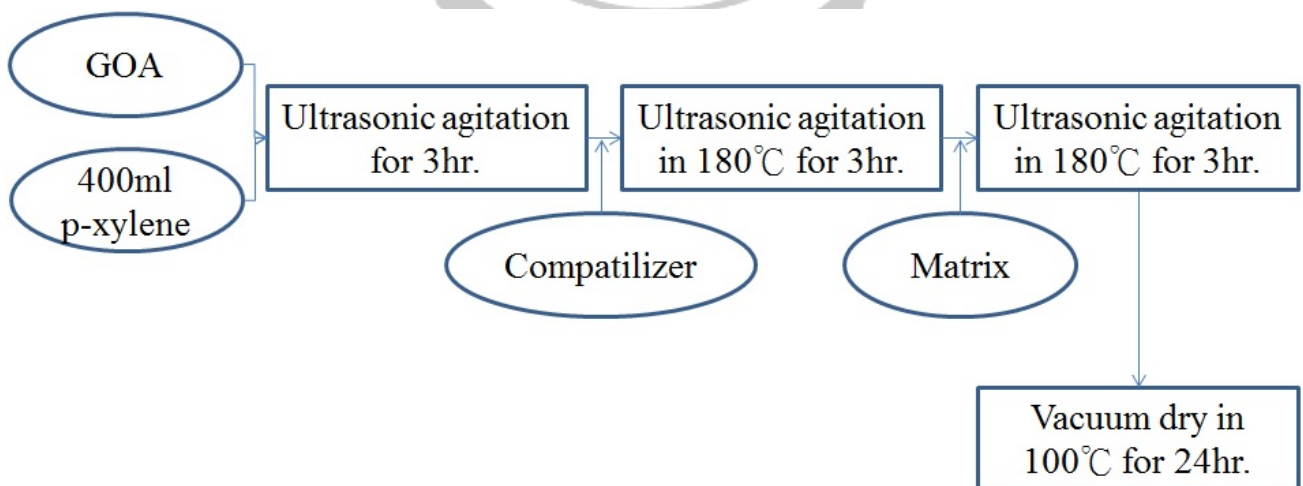 GOA
400ml
p-xylene
Ultrasonic agitation
for 3hr.
Compatilizer
Ultrasonic agitation
in 180℃ for 3hr.
Matrix
Ultrasonic agitation
in 180℃ for 3hr.
Vacuum dry in
100℃ for 24hr.